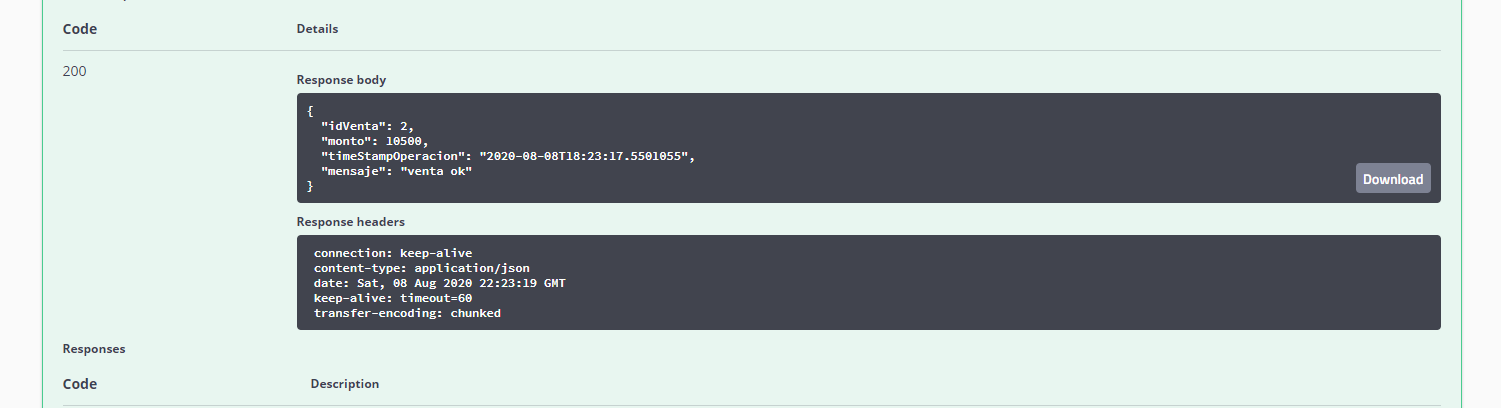 Code Details
200
Response body
{
"idVenta": 2,
"monto": 10500,
"timeStampOperacion": "2020-08-08T18:23:17.5501055",
"mensaje": "venta ok"
}
Download
Response headers
connection: keep-alive
content-type: application/json
date: Sat, 08 Aug 2020 22:23:19 GMT
keep-alive: timeout=60
transfer-encoding: chunked
Responses
Code Description